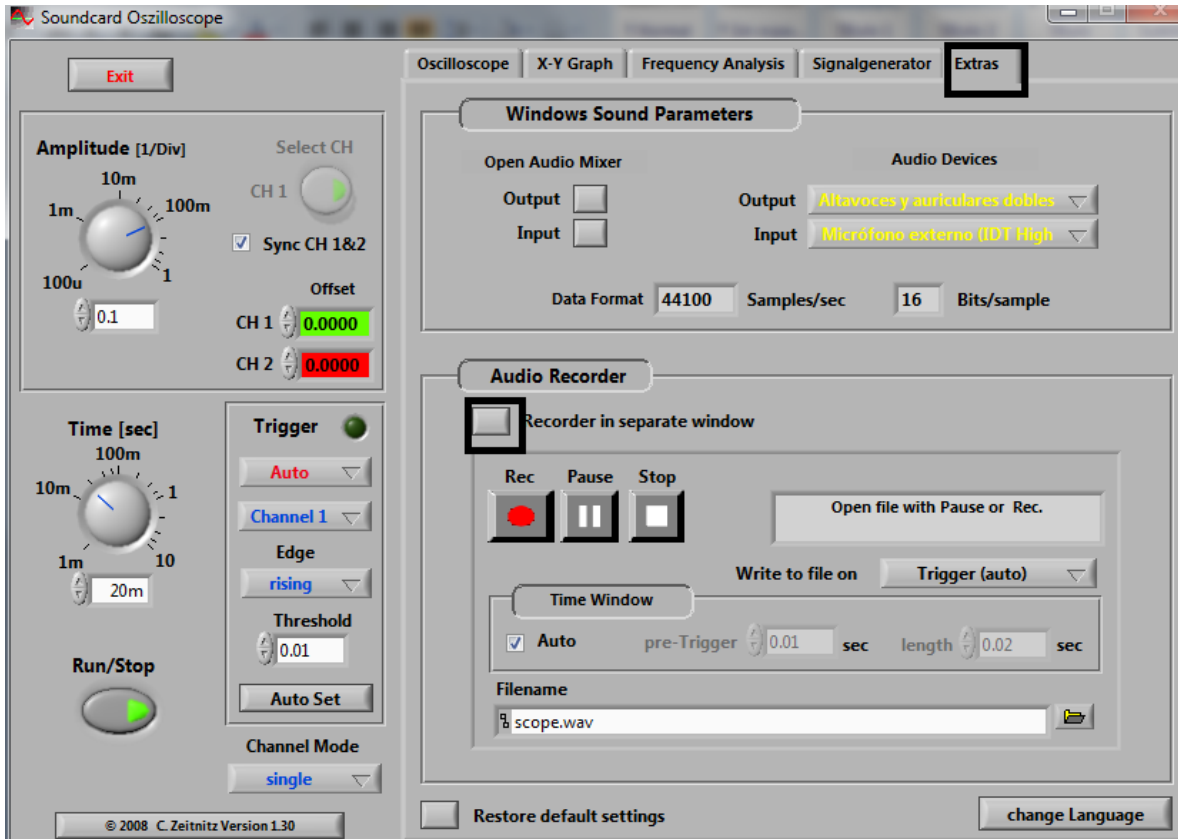 Soundcard Oszilloscope
Exit
Amplitude [1/Div]
10m
1m
100m
100u
1
0.1
Select CH
CH 1
Sync CH 1&2
Offset
CH 1 0.0000
CH 2 0.0000
Time [sec]
100m
10m
1
1m
10
20m
Run/Stop
Trigger
Auto
Channel 1
Edge
rising
Threshold
0.01
Auto Set
Channel Mode
single
© 2008 C. Zeitnitz Version 1.30
Oscilloscope X-Y Graph Frequency Analysis Signalgenerator Extras
Windows Sound Parameters
Open Audio Mixer
Output
Input
Audio Devices
Output Altavoces y auriculares dobles
Input Micrófono externo (IDT High
Data Format 44100 Samples/sec 16 Bits/sample
Audio Recorder
Recorder in separate window
Rec Pause Stop
Open file with Pause or Rec.
Write to file on Trigger (auto)
Time Window
Auto pre-Trigger 0.01 sec length 0.02 sec
Filename
scope.wav
Restore default settings
change Language